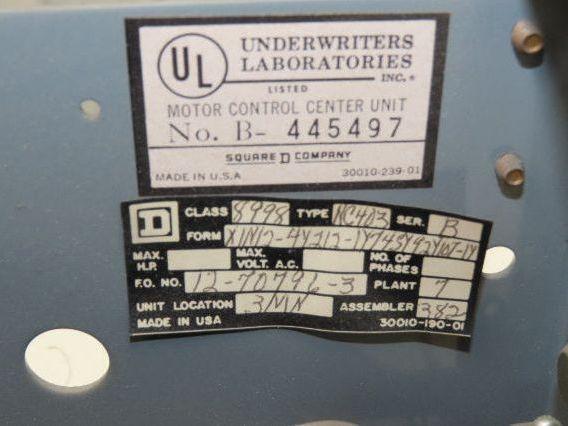 UL
UNDERWRITERS
LABORATORIES
INC.®
LISTED
MOTOR CONTROL CENTER UNIT
No. B- 445497
SQUARE D COMPANY
MADE IN U.S.A 30010-239-01
D CLASS 8998 TYPE SER. B
FORM
MAX. H.P. MAX. VOLT. A.C. NO. OF PHASES
F.O. NO. 12-70796-3 PLANT 7
UNIT LOCATION ASSEMBLER 382
MADE IN USA 30010-190-01